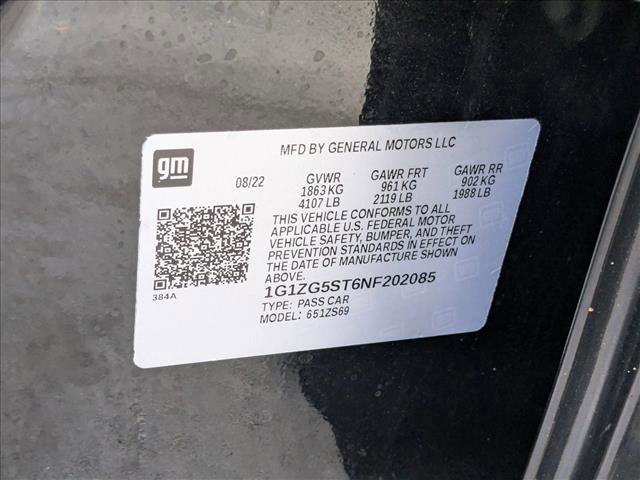 gm
MFD BY GENERAL MOTORS LLC
08/22 GVWR GAWR FRT GAWR RR
1863 KG 961 KG 902 KG
4107 LB 2119 LB 1988 LB
THIS VEHICLE CONFORMS TO ALL
APPLICABLE U.S. FEDERAL MOTOR
VEHICLE SAFETY, BUMPER, AND THEFT
PREVENTION STANDARDS IN EFFECT ON
THE DATE OF MANUFACTURE SHOWN
ABOVE.
384A
1G1ZG5ST6NF202085
TYPE: PASS CAR
MODEL: 651ZS69